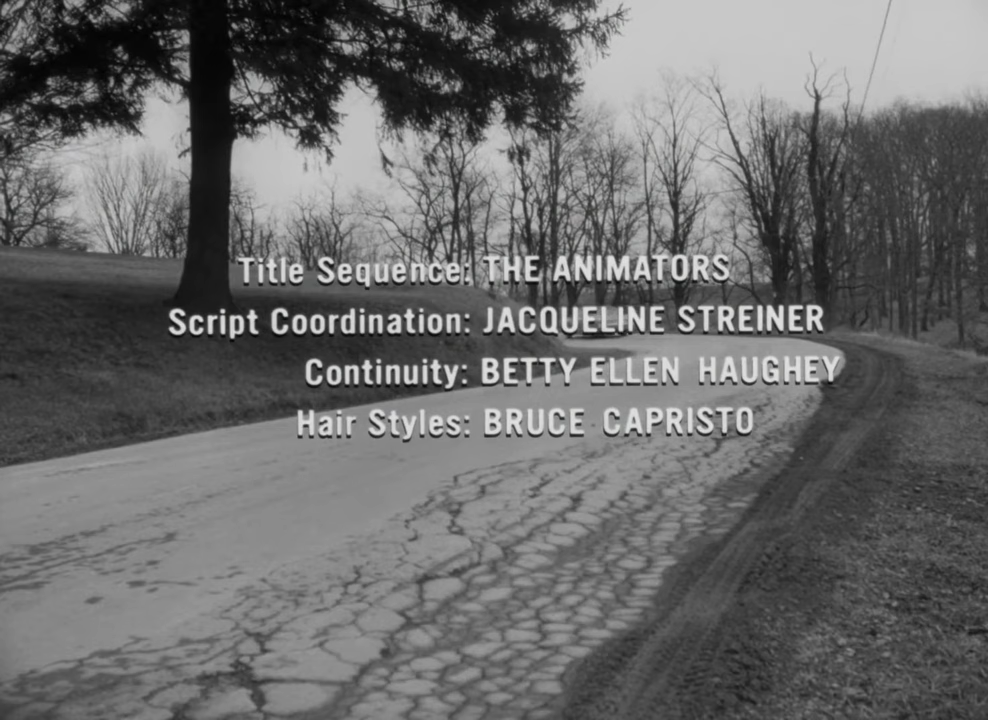 Title Sequence: THE ANIMATORS
Script Coordination: JACQUELINE STREINER
Continuity: BETTY ELLEN HAUGHEY
Hair Styles: BRUCE CAPRISTO